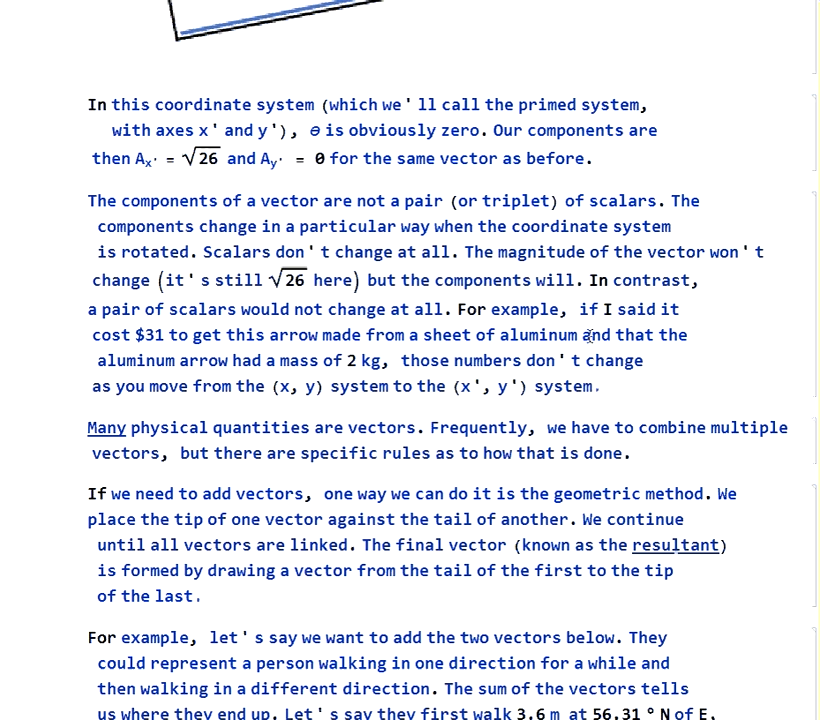 In this coordinate system (which we'll call the primed system,
with axes x' and y'), θ is obviously zero. Our components are
then Ax' = √26 and Ay' = 0 for the same vector as before.
The components of a vector are not a pair (or triplet) of scalars. The
components change in a particular way when the coordinate system
is rotated. Scalars don't change at all. The magnitude of the vector won't
change (it's still √26 here) but the components will. In contrast,
a pair of scalars would not change at all. For example, if I said it
cost $31 to get this arrow made from a sheet of aluminum and that the
aluminum arrow had a mass of 2 kg, those numbers don't change
as you move from the (x, y) system to the (x', y') system.
Many physical quantities are vectors. Frequently, we have to combine multiple
vectors, but there are specific rules as to how that is done.
If we need to add vectors, one way we can do it is the geometric method. We
place the tip of one vector against the tail of another. We continue
until all vectors are linked. The final vector (known as the resultant)
is formed by drawing a vector from the tail of the first to the tip
of the last.
For example, let's say we want to add the two vectors below. They
could represent a person walking in one direction for a while and
then walking in a different direction. The sum of the vectors tells
us where they end up. Let's say they first walk 3.6 m at 56.31 ° N of E,